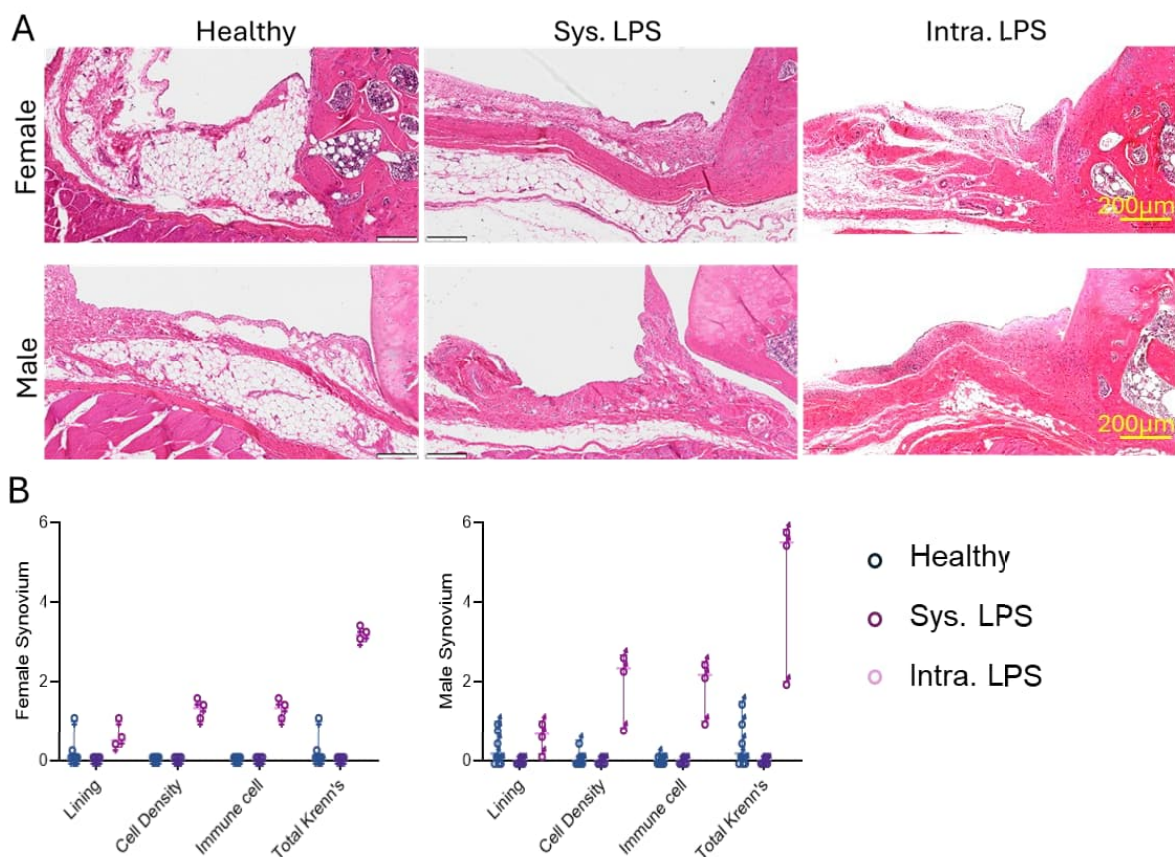 A
Healthy
Sys. LPS
Intra. LPS
Female
200µm
Male
200µm
B
Female Synovium
6
4
2
0
Lining
Cell Density
Immune cell
Total Krenn's
Male Synovium
6
4
2
0
Lining
Cell Density
Immune cell
Total Krenn's
Healthy
Sys. LPS
Intra. LPS